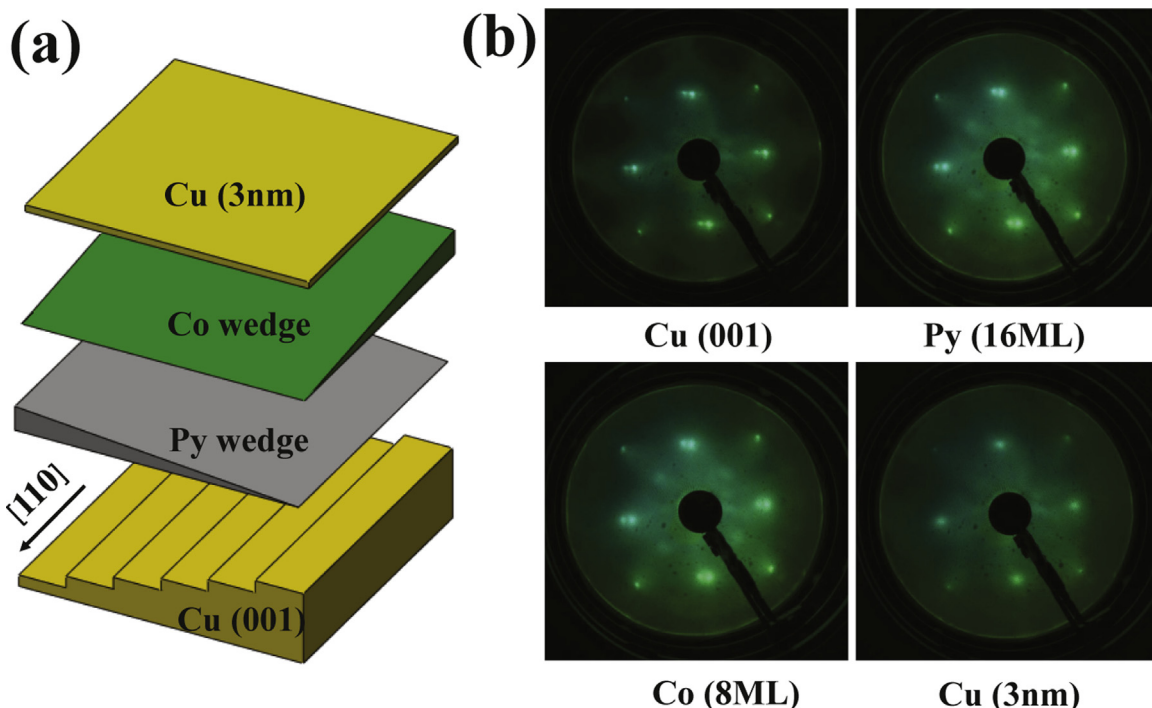 (a)
Cu (3nm)
Co wedge
Py wedge
[110]
Cu (001)
(b)
Cu (001)
Py (16ML)
Co (8ML)
Cu (3nm)